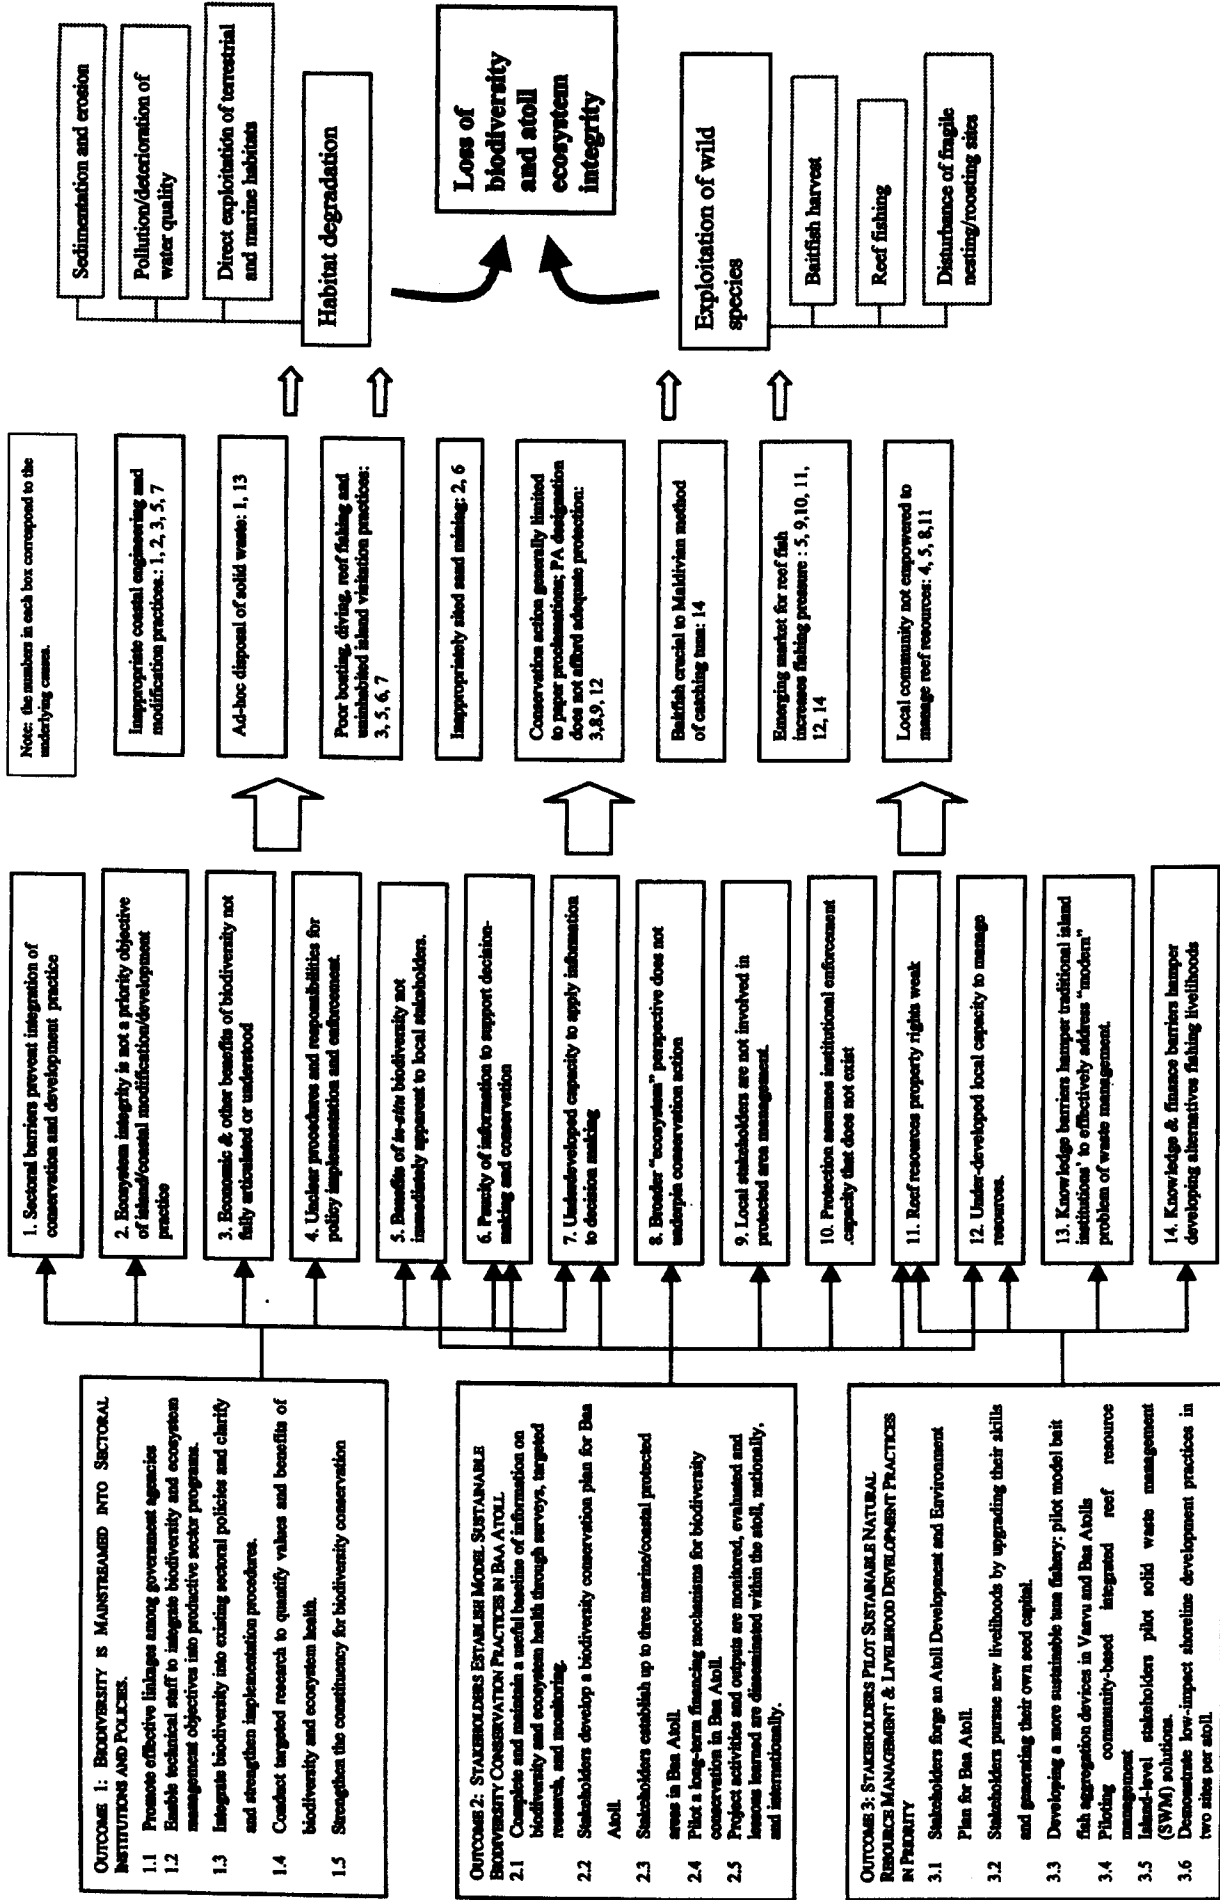 OUTCOME 1: BIODIVERSITY IS MAINSTREAMED INTO SECTORAL
INSTITUTIONS AND POLICIES.
1.1 Promote effective linkages among government agencies
1.2 Enable technical staff to integrate biodiversity and ecosystem
management objectives into productive sector programs.
1.3 Integrate biodiversity into existing sectoral policies and clarify
and strengthen implementation procedures.
1.4 Conduct targeted research to quantify values and benefits of
biodiversity and ecosystem health.
1.5 Strengthen the constituency for biodiversity conservation
OUTCOME 2: STAKEHOLDERS ESTABLISH MODEL SUSTAINABLE
BIODIVERSITY CONSERVATION PRACTICES IN BAA ATOLL
2.1 Complete and maintain a useful baseline of information on
biodiversity and ecosystem health through surveys, targeted
research, and monitoring.
2.2 Stakeholders develop a biodiversity conservation plan for Baa
Atoll.
2.3 Stakeholders establish up to three marine/coastal protected
areas in Baa Atoll.
2.4 Pilot a long-term financing mechanisms for biodiversity
conservation in Baa Atoll.
2.5 Project activities and outputs are monitored, evaluated and
lessons learned are disseminated within the atoll, nationally,
and internationally.
OUTCOME 3: STAKEHOLDERS PILOT SUSTAINABLE NATURAL
RESOURCE MANAGEMENT & LIVELIHOOD DEVELOPMENT PRACTICES
IN PRIORITY
3.1 Stakeholders forge an Atoll Development and Environment
Plan for Baa Atoll.
3.2 Stakeholders pursue new livelihoods by upgrading their skills
and generating their own seed capital.
3.3 Developing a more sustainable tuna fishery: pilot model bait
fish aggregation devices in Vaavu and Baa Atolls
3.4 Piloting community-based integrated reef resource
management
3.5 Island-level stakeholders pilot solid waste management
(SWM) solutions.
3.6 Demonstrate low-impact shoreline development practices in
two sites per atoll.
1. Sectoral barriers prevent integration of
conservation and development practice
2. Ecosystem integrity is not a priority objective
of island/coastal modification/development
practice
3. Economic & other benefits of biodiversity not
fully articulated or understood
4. Unclear procedures and responsibilities for
policy implementation and enforcement.
5. Benefits of in-situ biodiversity not
immediately apparent to local stakeholders.
6. Paucity of information to support decision-
making and conservation
7. Underdeveloped capacity to apply information
to decision making
8. Broader "ecosystem" perspective does not
underpin conservation action
9. Local stakeholders are not involved in
protected area management.
10. Protection assumes institutional enforcement
.capacity that does not exist
11. Reef resources property rights weak
12. Under-developed local capacity to manage
resources.
13. Knowledge barriers hamper traditional island
institutions' to effectively address "modern"
problem of waste management.
14. Knowledge & finance barriers hamper
developing alternatives fishing livelihoods
Note: the numbers in each box correspond to the
underlying causes.
Inappropriate coastal engineering and
modification practices.: 1, 2, 3, 5, 7
Ad-hoc disposal of solid waste: 1, 13
Poor boating, diving, reef fishing and
uninhabited island visitation practices:
3, 5, 6, 7
Inappropriately sited sand mining: 2, 6
Conservation action generally limited
to paper proclamations; PA designation
does not afford adequate protection:
3,8,9, 12
Baitfish crucial to Maldivian method
of catching tuna: 14
Emerging market for reef fish
increases fishing pressure : 5, 9,10, 11,
12, 14
Local community not empowered to
manage reef resources: 4, 5, 8,11
Sedimentation and erosion
Pollution/deterioration of
water quality
Direct exploitation of terrestrial
and marine habitats
Habitat degradation
Loss of
biodiversity
and atoll
ecosystem
integrity
Exploitation of wild
species
Baitfish harvest
Reef fishing
Disturbance of fragile
nesting/roosting sites